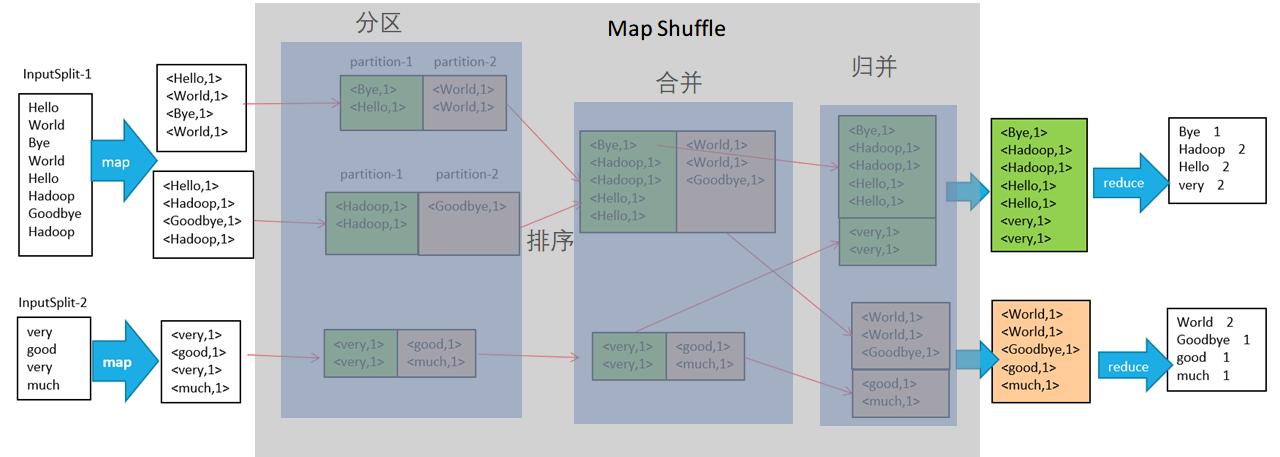 Map Shuffle
分区
合并
归并
排序
InputSplit-1
Hello
World
Bye
World
Hello
Hadoop
Goodbye
Hadoop
map
<Hello,1>
<World,1>
<Bye,1>
<World,1>
<Hello,1>
<Hadoop,1>
<Goodbye,1>
<Hadoop,1>
InputSplit-2
very
good
very
much
map
<very,1>
<good,1>
<very,1>
<much,1>
partition-1
partition-2
<Bye,1>
<Hello,1>
<World,1>
<World,1>
partition-1
partition-2
<Hadoop,1>
<Hadoop,1>
<Goodbye,1>
<very,1>
<very,1>
<good,1>
<much,1>
<Bye,1>
<Hadoop,1>
<Hadoop,1>
<Hello,1>
<Hello,1>
<World,1>
<World,1>
<Goodbye,1>
<very,1>
<very,1>
<good,1>
<much,1>
<Bye,1>
<Hadoop,1>
<Hadoop,1>
<Hello,1>
<Hello,1>
<very,1>
<very,1>
<World,1>
<World,1>
<Goodbye,1>
<good,1>
<much,1>
<Bye,1>
<Hadoop,1>
<Hadoop,1>
<Hello,1>
<Hello,1>
<very,1>
<very,1>
reduce
Bye 1
Hadoop 2
Hello 2
very 2
<World,1>
<World,1>
<Goodbye,1>
<good,1>
<much,1>
reduce
World 2
Goodbye 1
good 1
much 1